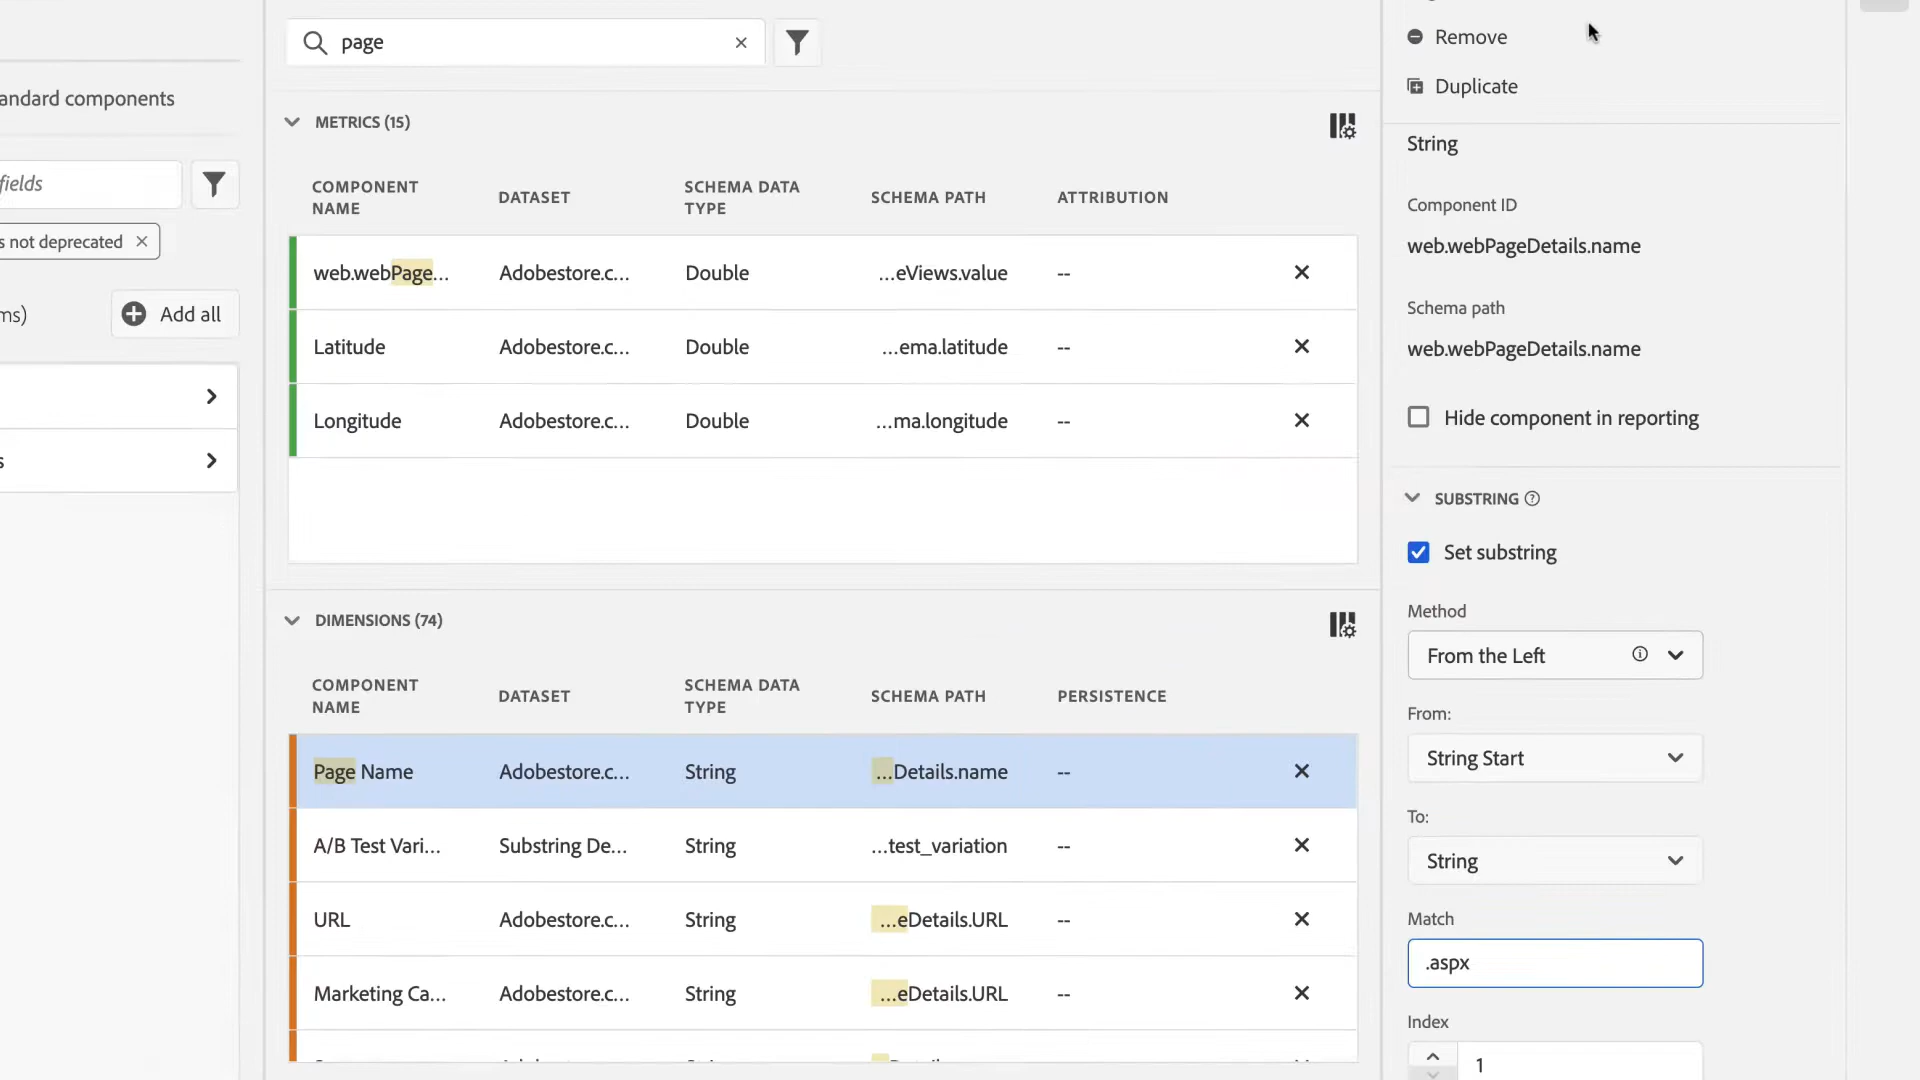 andard components
fields
s not deprecated
ms)
Add all
s
page
METRICS (15)
COMPONENT NAME DATASET SCHEMA DATA TYPE SCHEMA PATH ATTRIBUTION
web.webPage... Adobestore.c... Double ...eViews.value --
Latitude Adobestore.c... Double ...ema.latitude --
Longitude Adobestore.c... Double ...ma.longitude --
DIMENSIONS (74)
COMPONENT NAME DATASET SCHEMA DATA TYPE SCHEMA PATH PERSISTENCE
Page Name Adobestore.c... String ...Details.name --
A/B Test Vari... Substring De... String ...test_variation --
URL Adobestore.c... String ...eDetails.URL --
Marketing Ca... Adobestore.c... String ...eDetails.URL --
Remove
Duplicate
String
Component ID
web.webPageDetails.name
Schema path
web.webPageDetails.name
Hide component in reporting
SUBSTRING
Set substring
Method
From the Left
From:
String Start
To:
String
Match
.aspx
Index
1